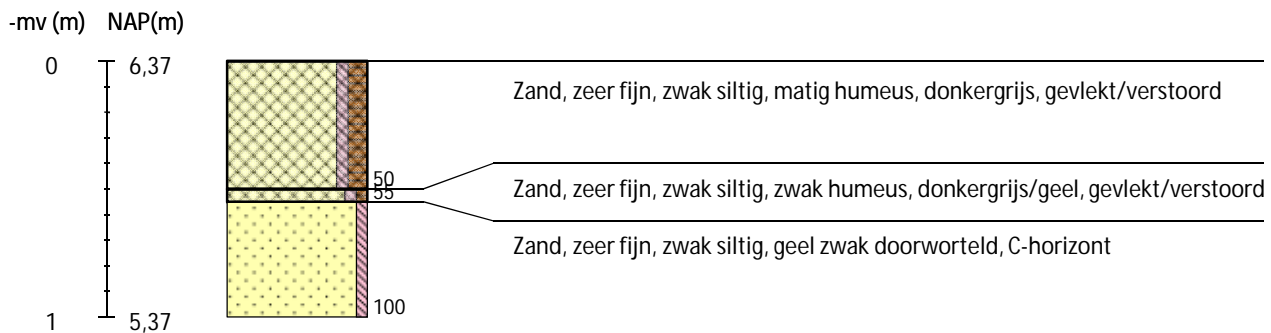 -mv (m) NAP(m)
0 6,37
Zand, zeer fijn, zwak siltig, matig humeus, donkergrijs, gevlekt/verstoord
50
55
Zand, zeer fijn, zwak siltig, zwak humeus, donkergrijs/geel, gevlekt/verstoord
Zand, zeer fijn, zwak siltig, geel zwak doorworteld, C-horizont
100
1 5,37